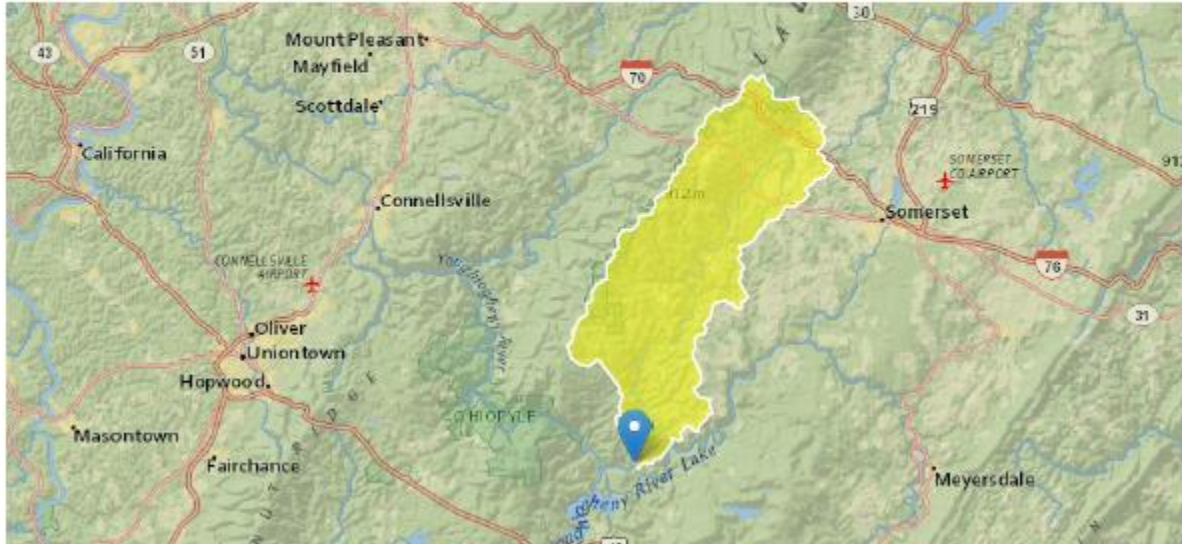 30
43
51
Mount Pleasant
Mayfield
70
Scottdale
219
California
SOMERSET
CO AIRPORT
912 m
Connellsville
Somerset
Youghiogheny River
CONNELLSVILLE
AIRPORT
76
31
Oliver
Uniontown
Hopwood
OHIOPYLE
Masontown
Fairchance
River Lake
Meyersdale